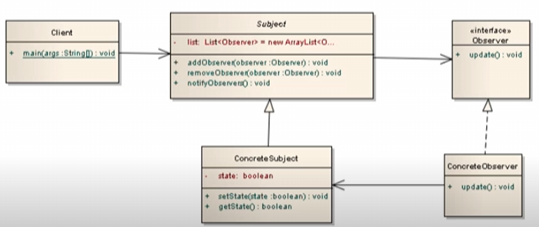 Client
+ main(args :String[]) : void
Subject
- list: List<Observer> = new ArrayList<O...
+ addObserver(observer :Observer) : void
+ removeObserver(observer :Observer) : void
+ notifyObservers() : void
«interface»
Observer
+ update() : void
ConcreteSubject
- state: boolean
+ setState(state :boolean) : void
+ getState() : boolean
ConcreteObserver
+ update() : void